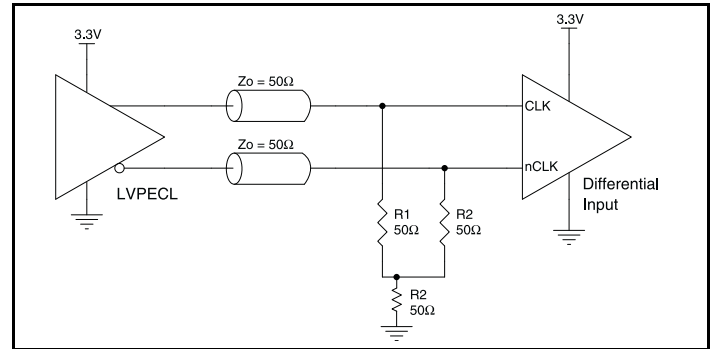 3.3V
3.3V
Zo = 50Ω
CLK
Zo = 50Ω
nCLK
LVPECL
Differential
Input
R1
50Ω
R2
50Ω
R2
50Ω